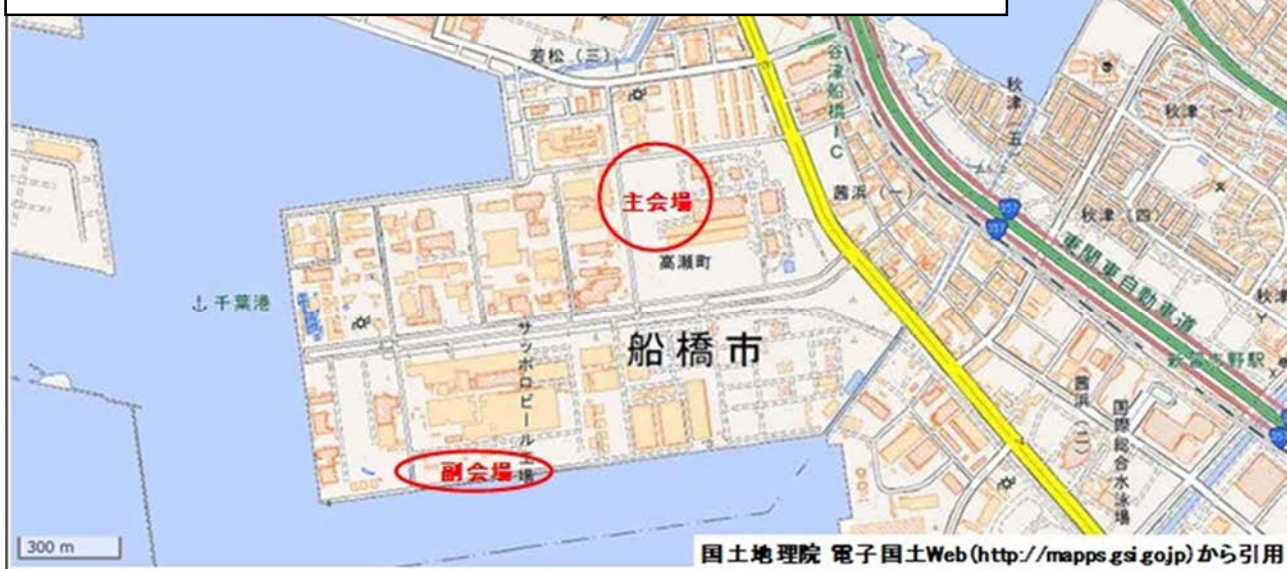 若松(三)
谷津船橋IC
秋津(五)
秋津(一)
主会場
茜浜(一)
秋津(四)
357
357
高瀬町
千葉港
東関東自動車道
サッポロビール工場
船橋市
新習志野駅
茜浜(二)
国際総合水泳場
副会場
300 m
国土地理院 電子国土Web(http://mapps.gsi.go.jp)から引用